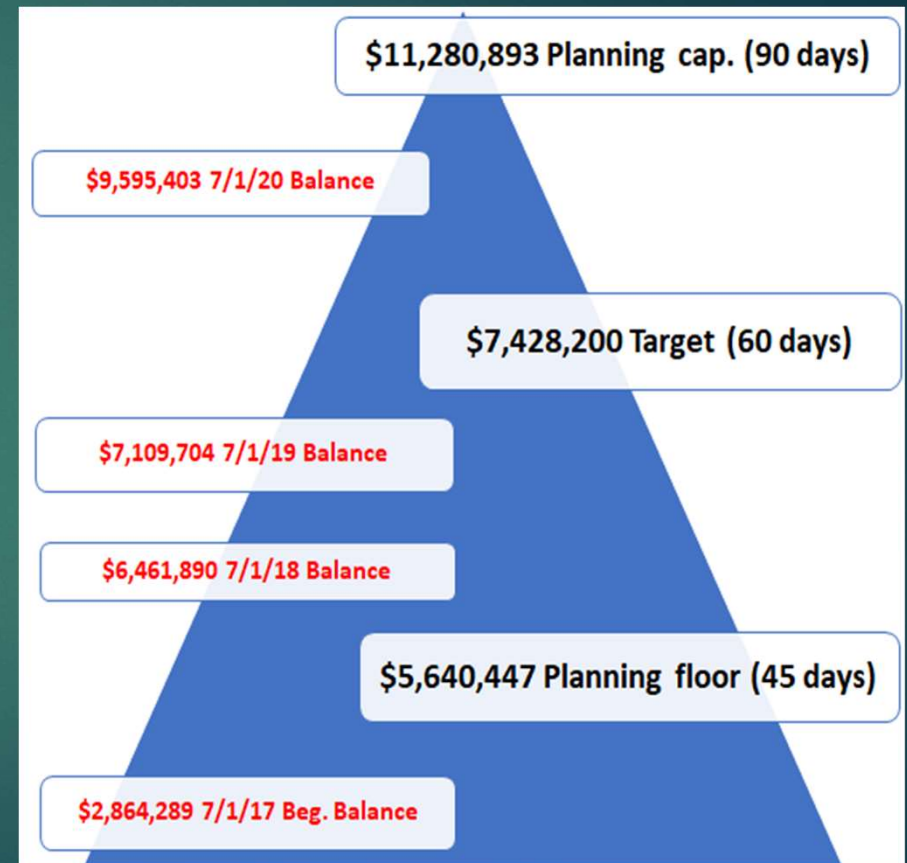 $11,280,893 Planning cap. (90 days)
$9,595,403 7/1/20 Balance
$7,428,200 Target (60 days)
$7,109,704 7/1/19 Balance
$6,461,890 7/1/18 Balance
$5,640,447 Planning floor (45 days)
$2,864,289 7/1/17 Beg. Balance